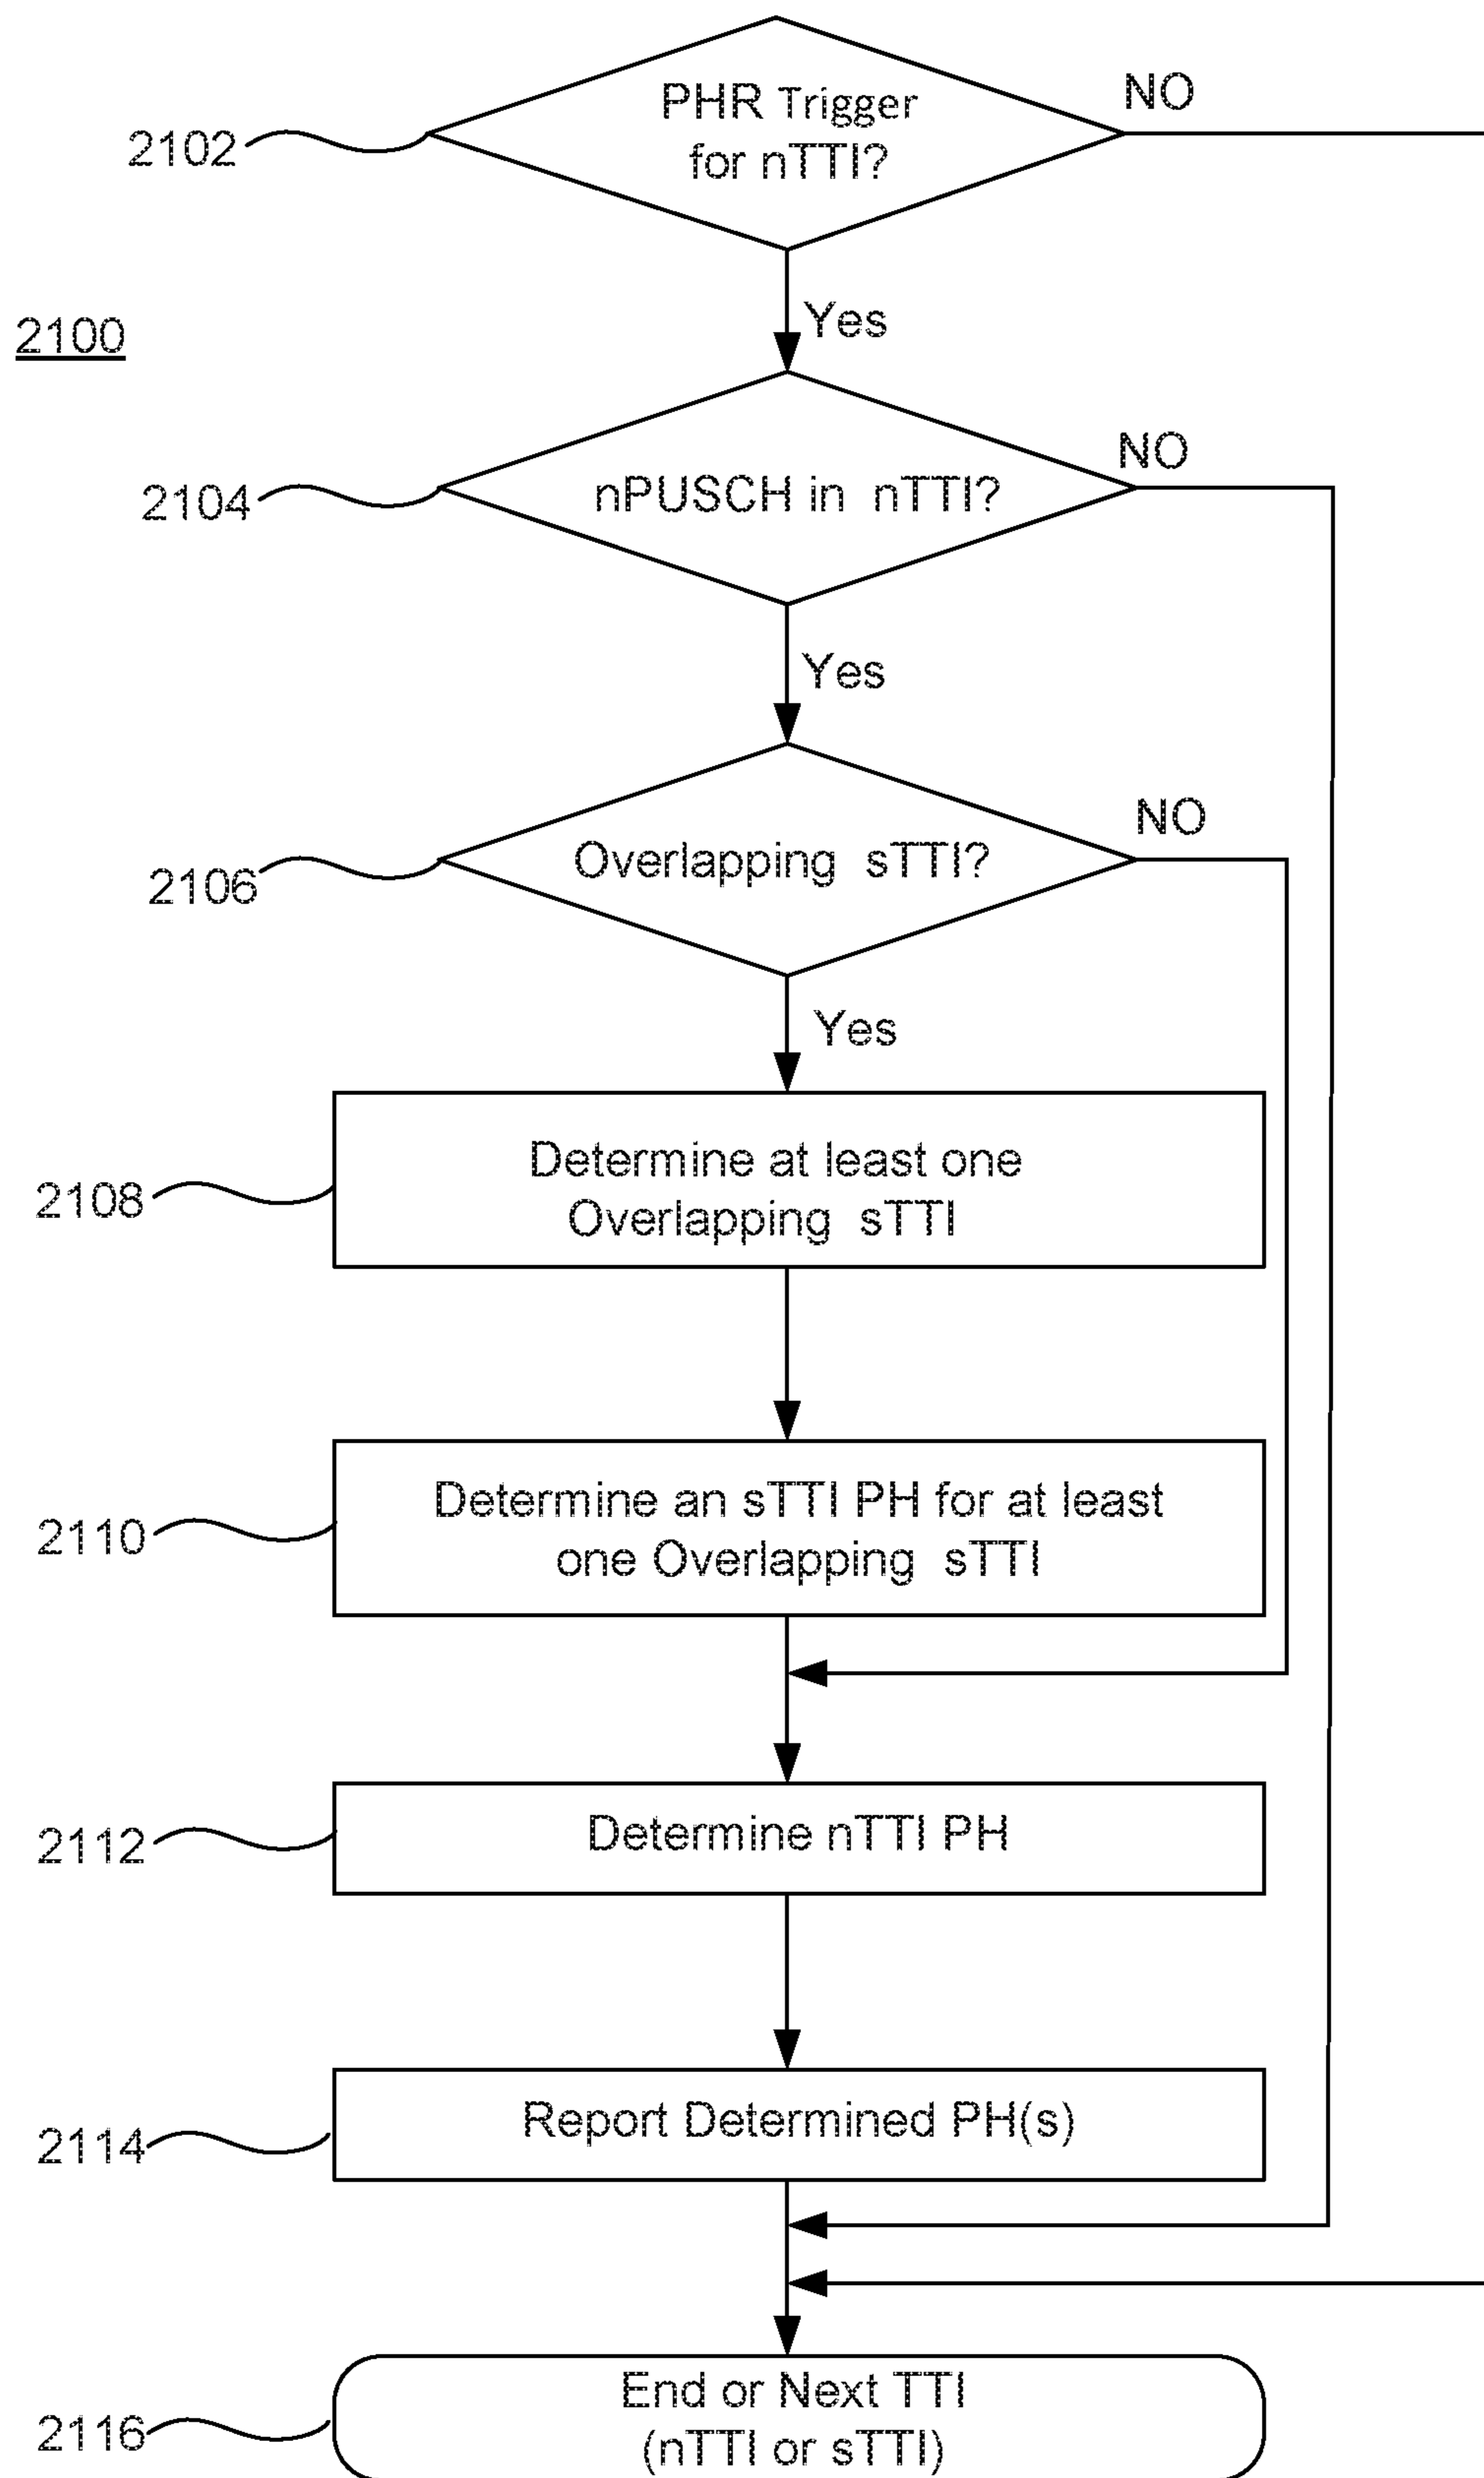 PHR Trigger
for nTTI?
NO
2102
Yes
2100
nPUSCH in nTTI?
NO
2104
Yes
Overlapping sTTI?
NO
2106
Yes
Determine at least one
Overlapping sTTI
2108
Determine an sTTI PH for at least
one Overlapping sTTI
2110
Determine nTTI PH
2112
Report Determined PH(s)
2114
End or Next TTI
(nTTI or sTTI)
2116